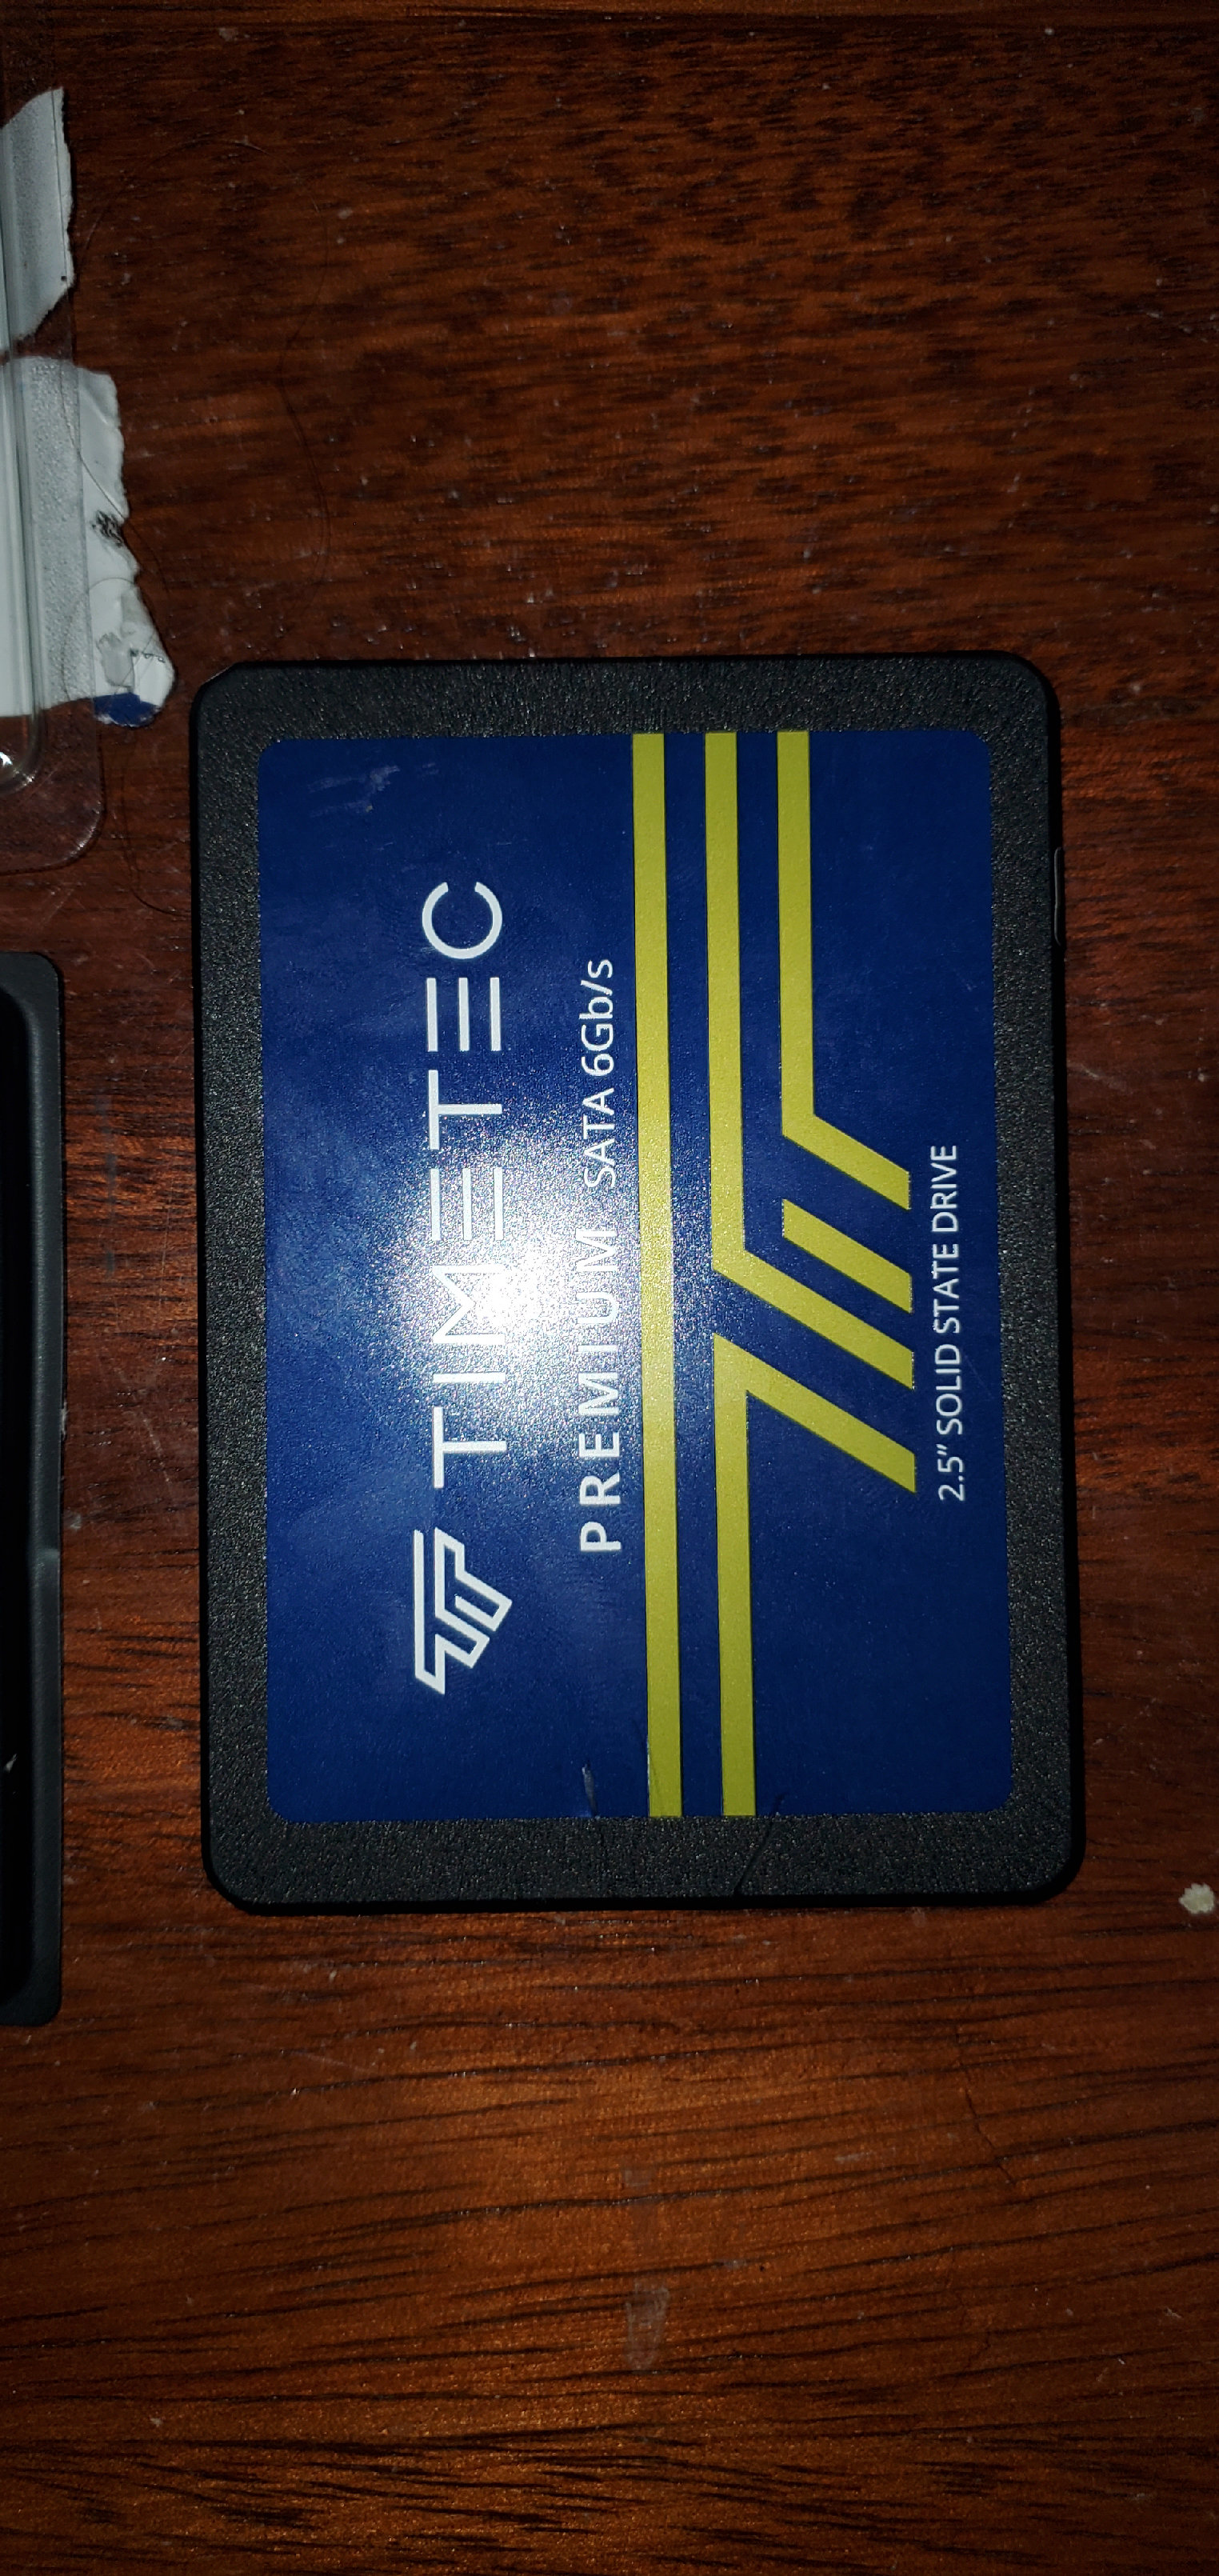 TIMETEC
PREMIUM SATA 6Gb/s
2.5” SOLID STATE DRIVE